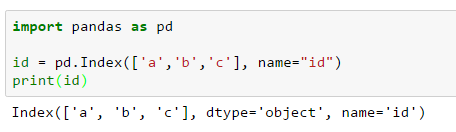 import pandas as pd
id = pd.Index(['a','b','c'], name="id")
print(id)
Index(['a', 'b', 'c'], dtype='object', name='id')